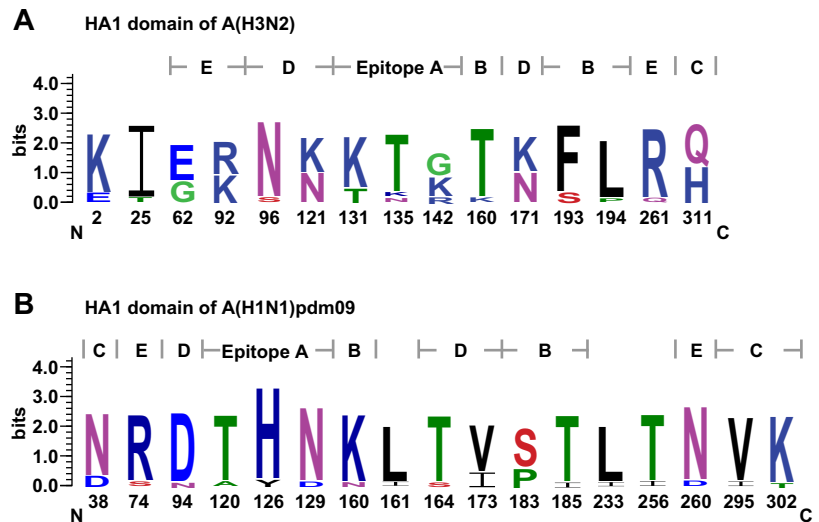 A HA1 domain of A(H3N2)
E D Epitope A B D B E C
4.0
3.0
2.0
1.0
0.0
bits
K I E R N K K T G T K F L R Q
E T G K S N T K K K N S P Q H
N R
2 25 62 92 96 121 131 135 142 160 171 193 194 261 311
N C
B HA1 domain of A(H1N1)pdm09
C E D Epitope A B D B E C
4.0
3.0
2.0
1.0
0.0
bits
N R D T H N K L T V S T L T N V K
D S N A Y D N I S I P I I I D I T
38 74 94 120 126 129 160 161 164 173 183 185 233 256 260 295 302
N C